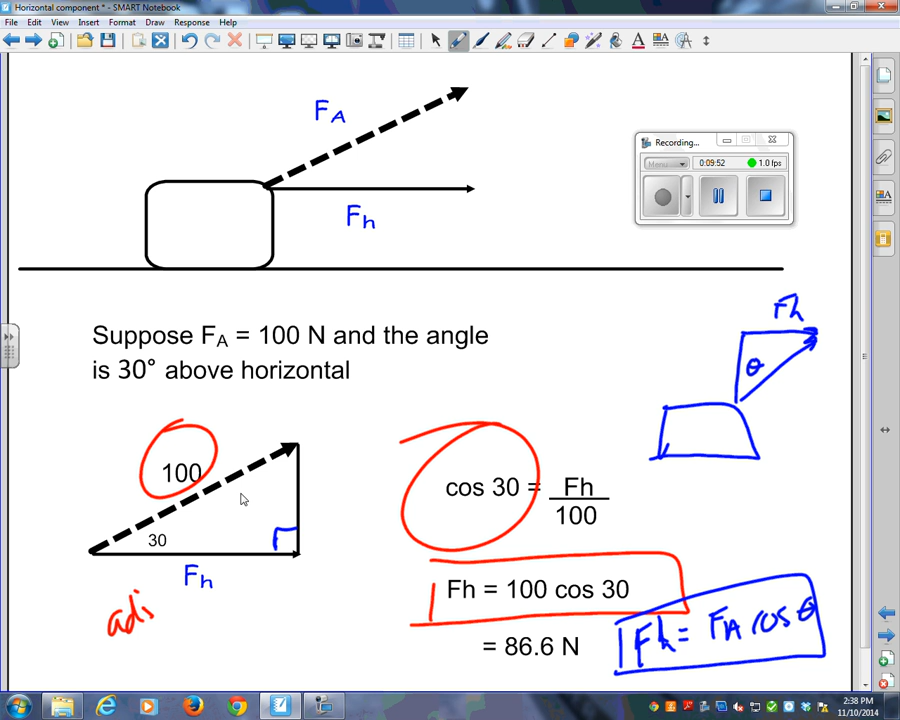 Horizontal component * - SMART Notebook
File Edit View Insert Format Draw Response Help
FA
Fh
Recording...
Menu 0:09:52 1.0 fps
Fh
θ
Suppose FA = 100 N and the angle
is 30° above horizontal
100
30
Fh
adj
cos 30 = Fh
100
Fh = 100 cos 30
= 86.6 N
Fh = FA cos θ
2:38 PM
11/10/2014